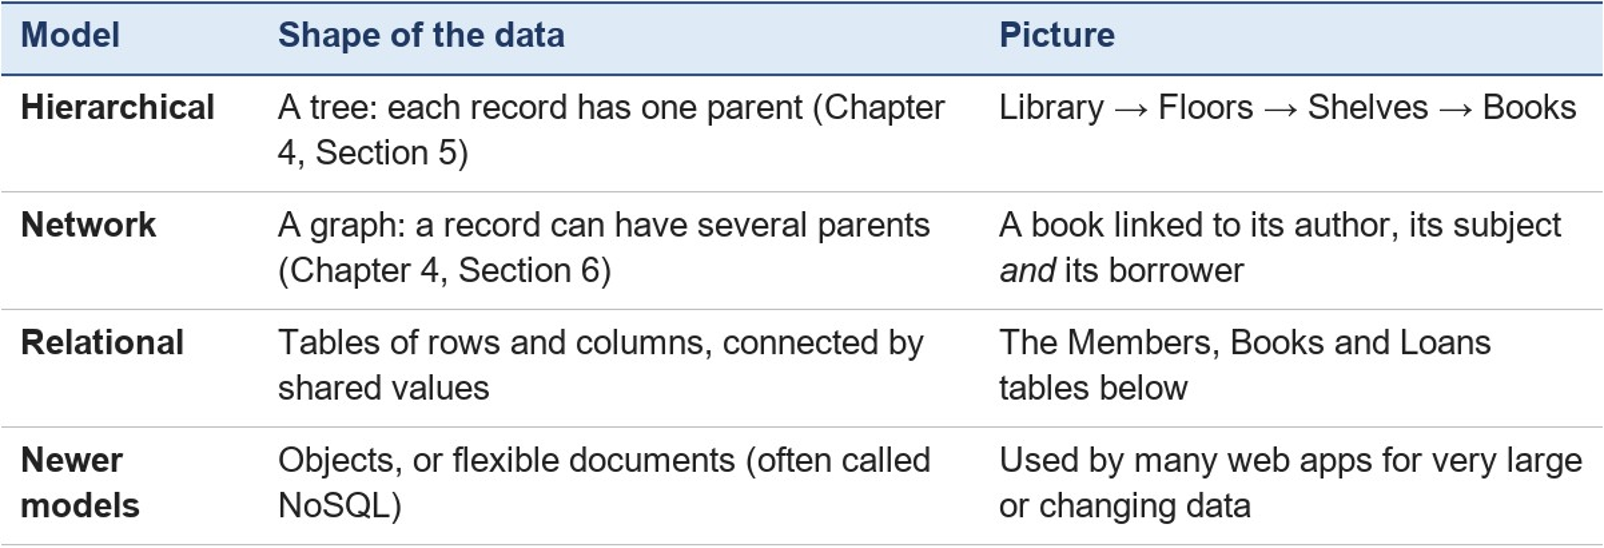 Model Shape of the data Picture
Hierarchical A tree: each record has one parent (Chapter Library → Floors → Shelves → Books
4, Section 5)
Network A graph: a record can have several parents A book linked to its author, its subject
(Chapter 4, Section 6) and its borrower
Relational Tables of rows and columns, connected by The Members, Books and Loans
shared values tables below
Newer Objects, or flexible documents (often called Used by many web apps for very large
models NoSQL) or changing data